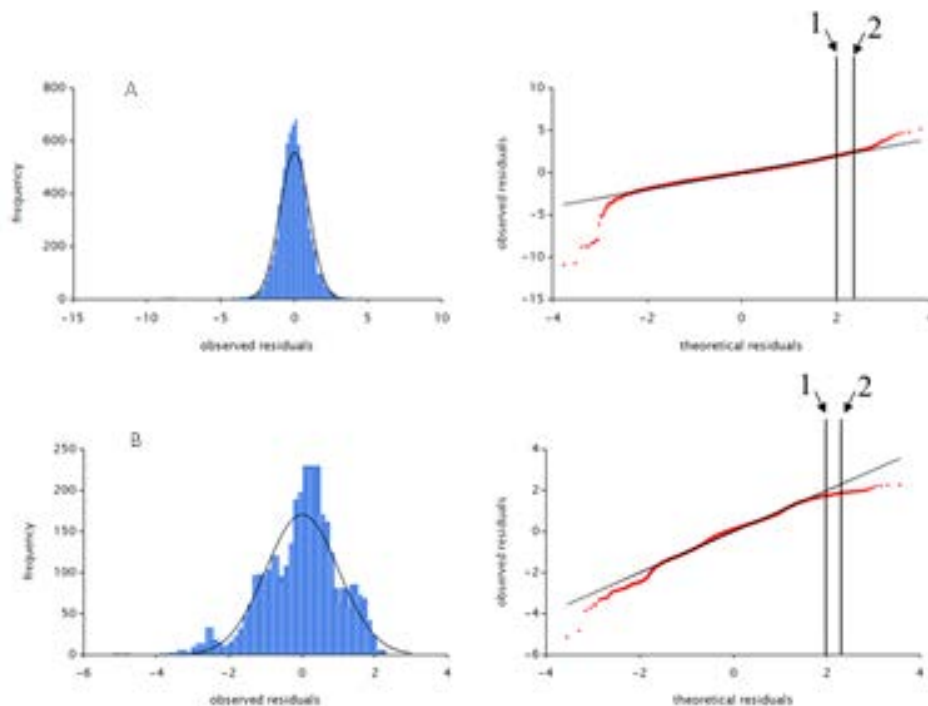 1 2
A
800
600
400
200
0
frequency
−15 −10 −5 0 5 10
observed residuals
10
5
0
−5
−10
−15
observed residuals
−4 −2 0 2 4
theoretical residuals
1 2
B
250
200
150
100
50
0
frequency
−6 −4 −2 0 2 4
observed residuals
4
2
0
−2
−4
−6
observed residuals
−4 −2 0 2 4
theoretical residuals